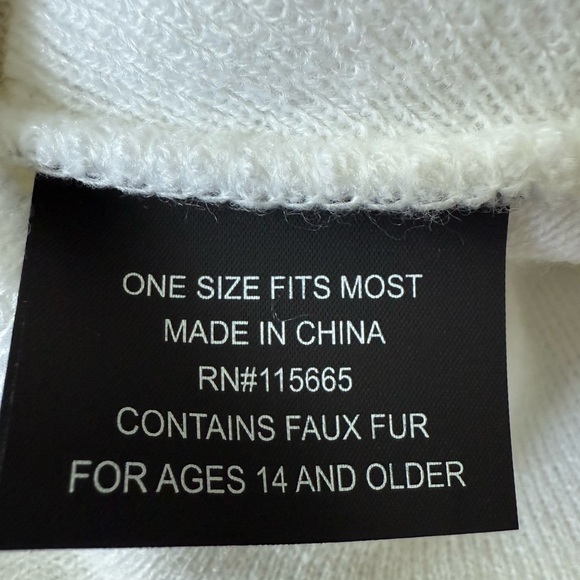 ONE SIZE FITS MOST
MADE IN CHINA
RN#115665
CONTAINS FAUX FUR
FOR AGES 14 AND OLDER